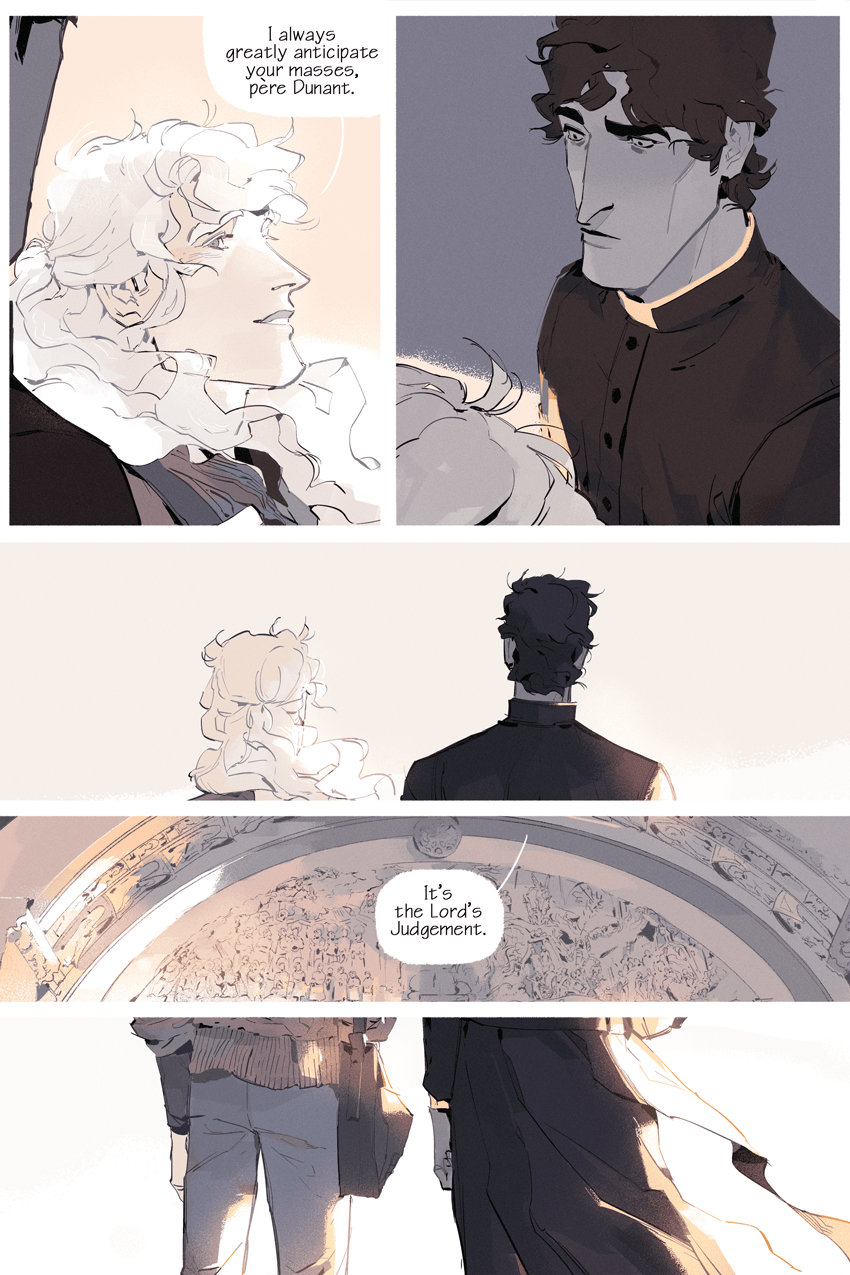 I always
greatly anticipate
your masses,
père Dunant.
It's
the Lord's
Judgement.